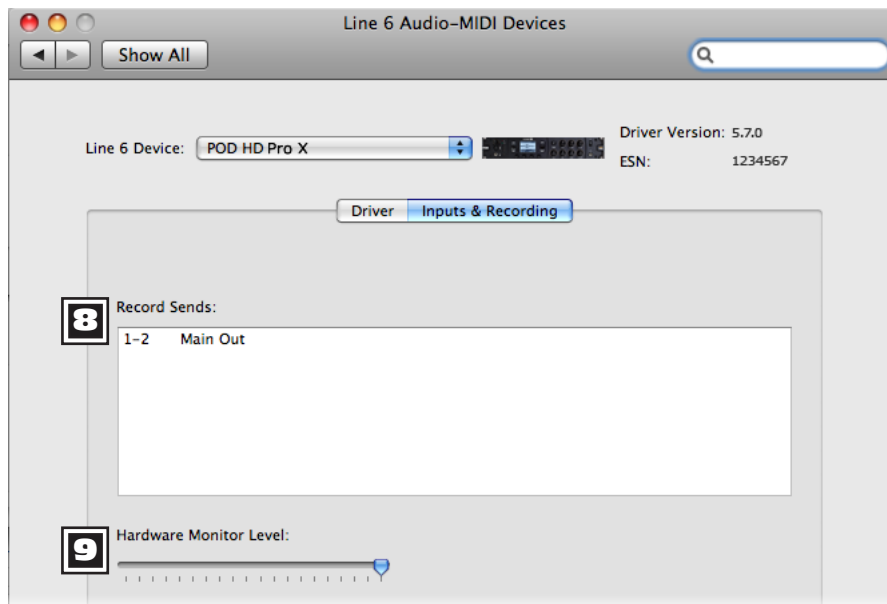 Line 6 Audio-MIDI Devices
Show All
Line 6 Device: POD HD Pro X
Driver Version: 5.7.0
ESN: 1234567
Driver Inputs & Recording
8 Record Sends:
1-2 Main Out
9 Hardware Monitor Level: